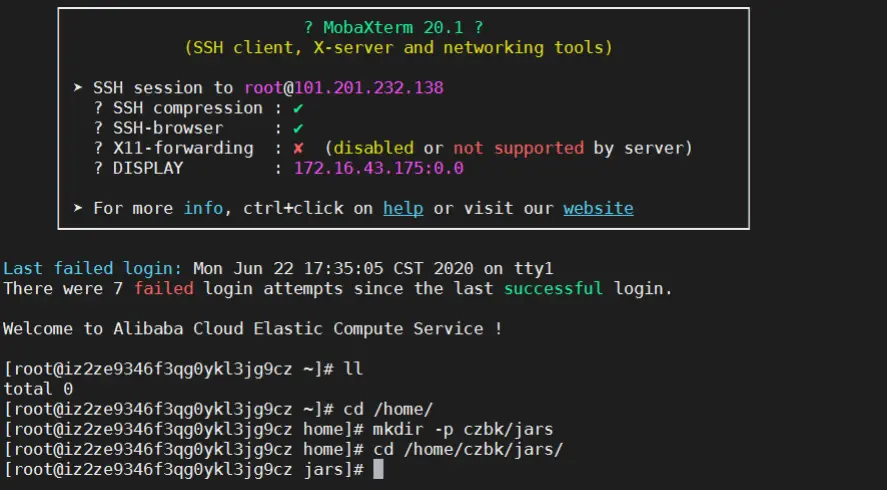 ? MobaXterm 20.1 ?
(SSH client, X-server and networking tools)
➤ SSH session to root@101.201.232.138
? SSH compression : ✔
? SSH-browser     : ✔
? X11-forwarding  : ✘  (disabled or not supported by server)
? DISPLAY         : 172.16.43.175:0.0
➤ For more info, ctrl+click on help or visit our website
Last failed login: Mon Jun 22 17:35:05 CST 2020 on tty1
There were 7 failed login attempts since the last successful login.
Welcome to Alibaba Cloud Elastic Compute Service !
[root@iz2ze9346f3qg0ykl3jg9cz ~]# ll
total 0
[root@iz2ze9346f3qg0ykl3jg9cz ~]# cd /home/
[root@iz2ze9346f3qg0ykl3jg9cz home]# mkdir -p czbk/jars
[root@iz2ze9346f3qg0ykl3jg9cz home]# cd /home/czbk/jars/
[root@iz2ze9346f3qg0ykl3jg9cz jars]#